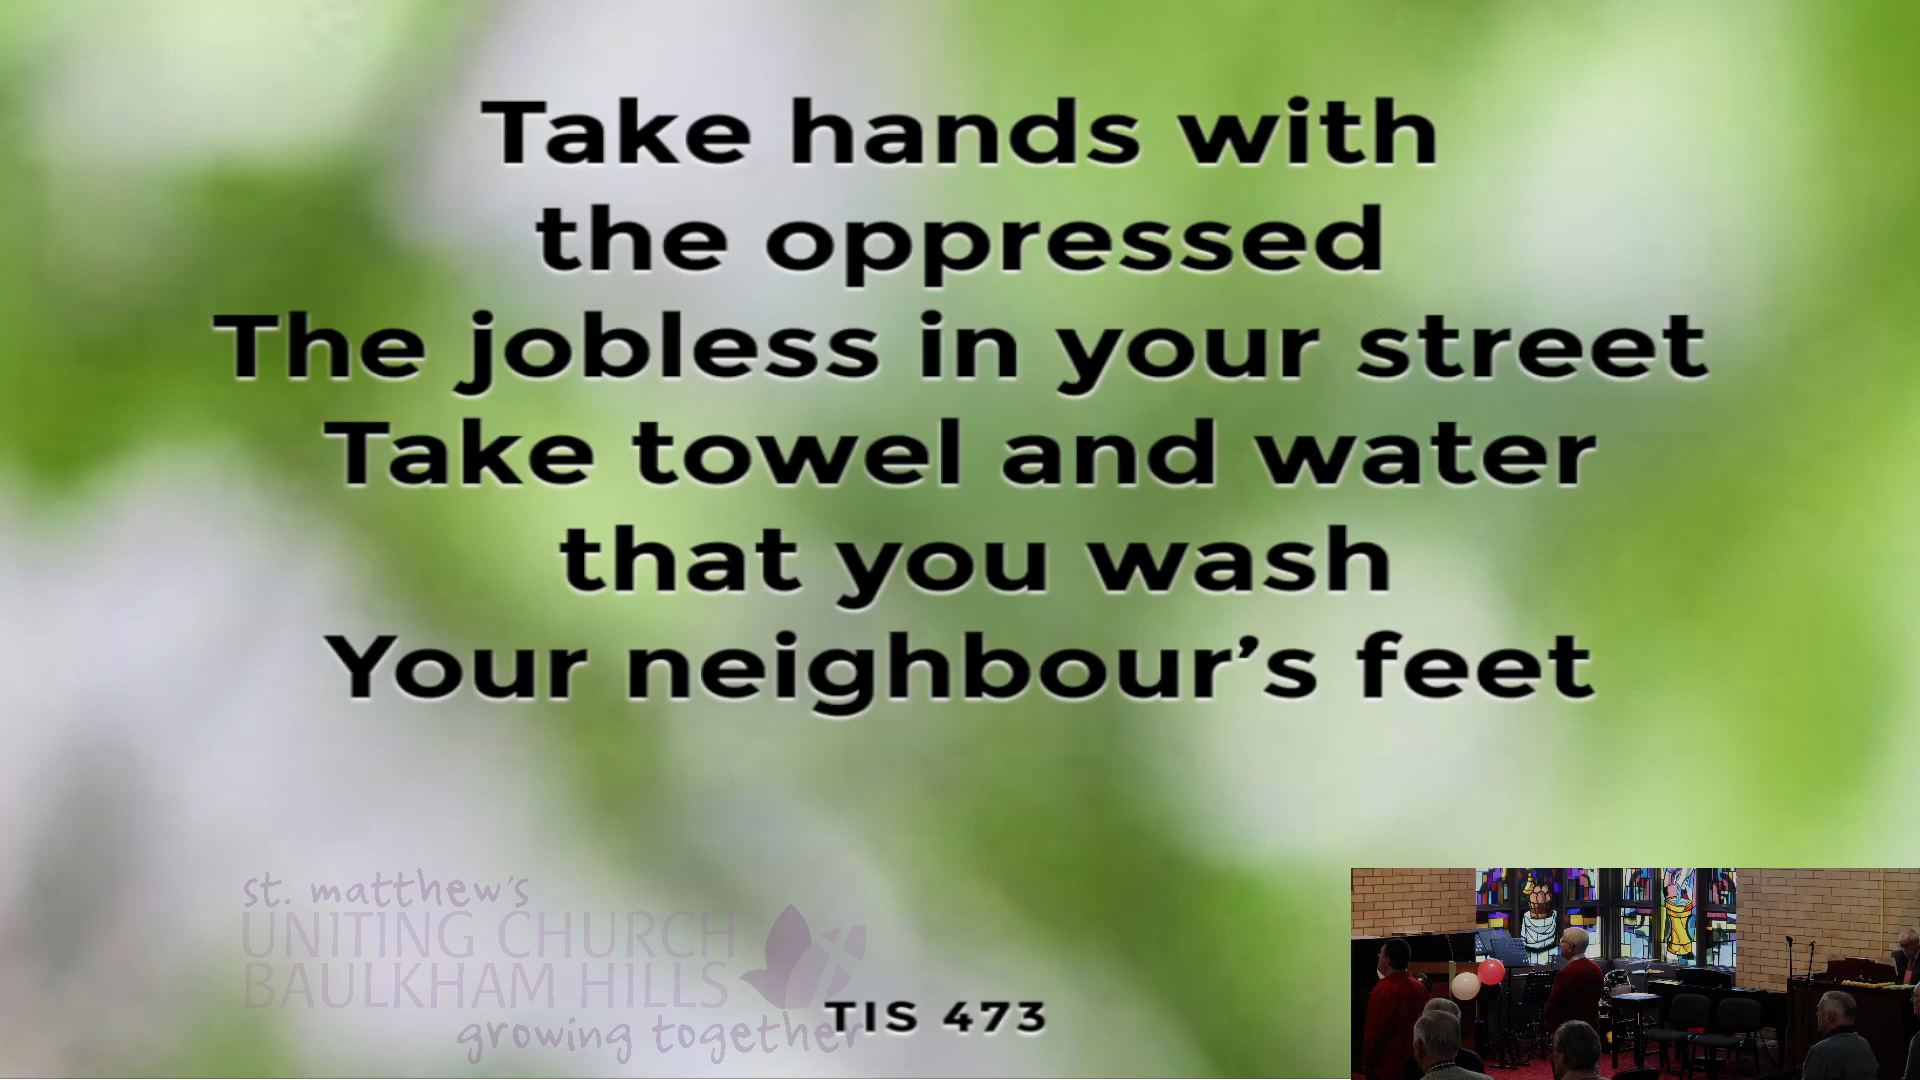 Take hands with
the oppressed
The jobless in your street
Take towel and water
that you wash
Your neighbour’s feet
st. matthew's
UNITING CHURCH
BAULKHAM HILLS
growing together
TIS 473